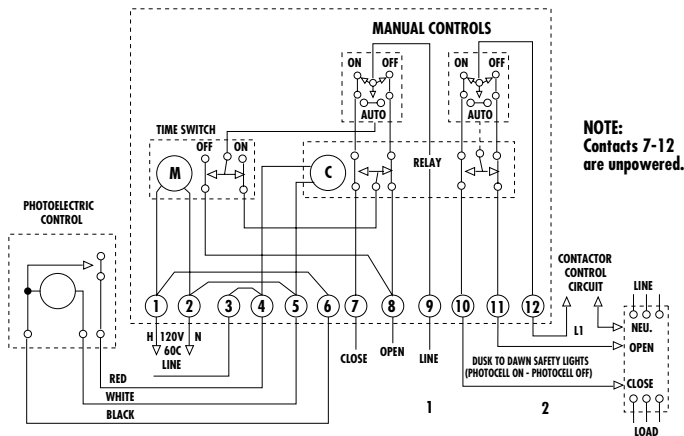 MANUAL CONTROLS
ON OFF
AUTO
ON OFF
AUTO
NOTE:
Contacts 7-12
are unpowered.
TIME SWITCH
OFF ON
M
C
RELAY
PHOTOELECTRIC
CONTROL
1 2 3 4 5 6 7 8 9 10 11 12
CONTACTOR
CONTROL
CIRCUIT
LINE
H 120V N
60C
LINE
CLOSE
OPEN
LINE
L1
NEU.
OPEN
DUSK TO DAWN SAFETY LIGHTS
(PHOTOCELL ON - PHOTOCELL OFF)
CLOSE
RED
WHITE
BLACK
1
2
LOAD